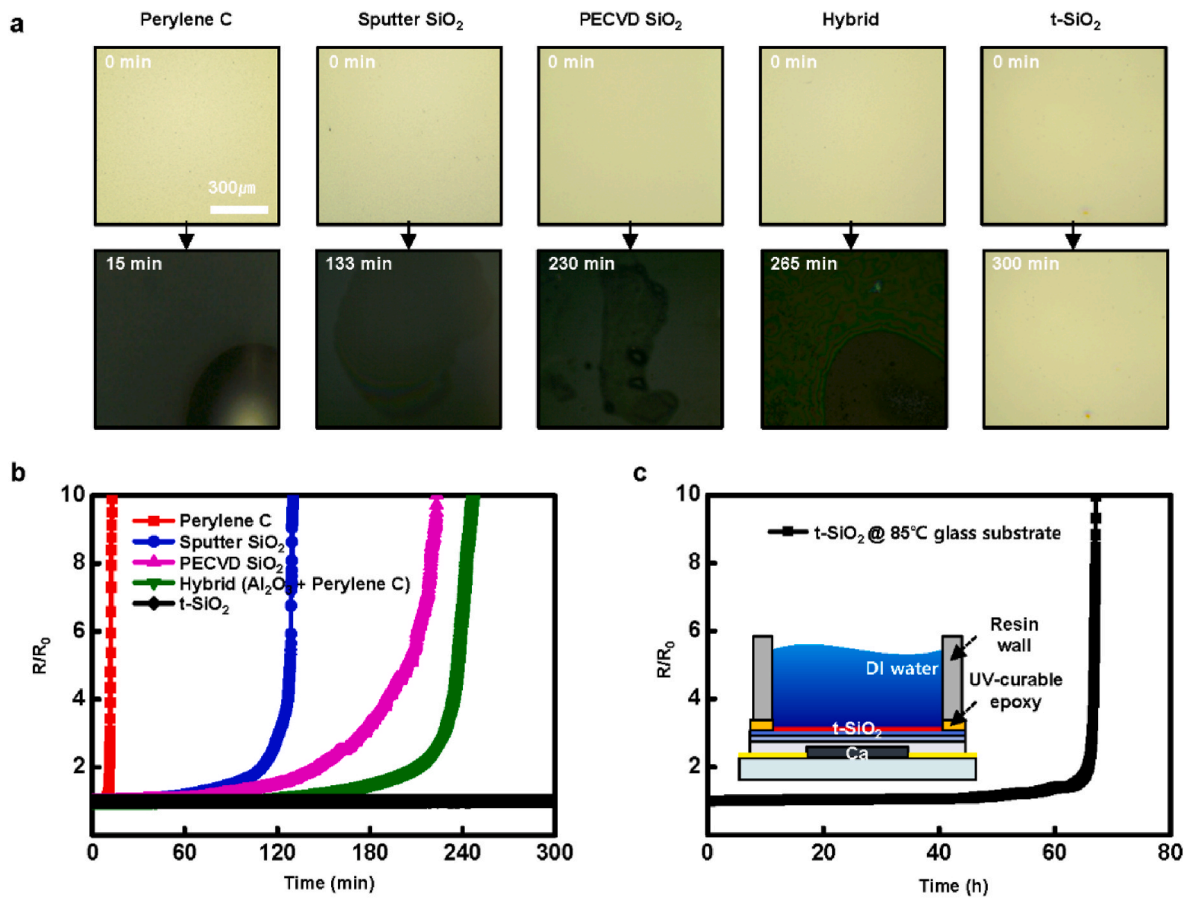 a
Perylene C
Sputter SiO₂
PECVD SiO₂
Hybrid
t-SiO₂
0 min
0 min
0 min
0 min
0 min
300㎛
15 min
133 min
230 min
265 min
300 min
b
10
8
6
4
2
R/R₀
Perylene C
Sputter SiO₂
PECVD SiO₂
Hybrid (Al₂O₃ + Perylene C)
t-SiO₂
0
60
120
180
240
300
Time (min)
c
10
8
6
4
2
R/R₀
t-SiO₂ @ 85℃ glass substrate
Resin
wall
DI water
UV-curable
epoxy
t-SiO₂
Ca
0
20
40
60
80
Time (h)